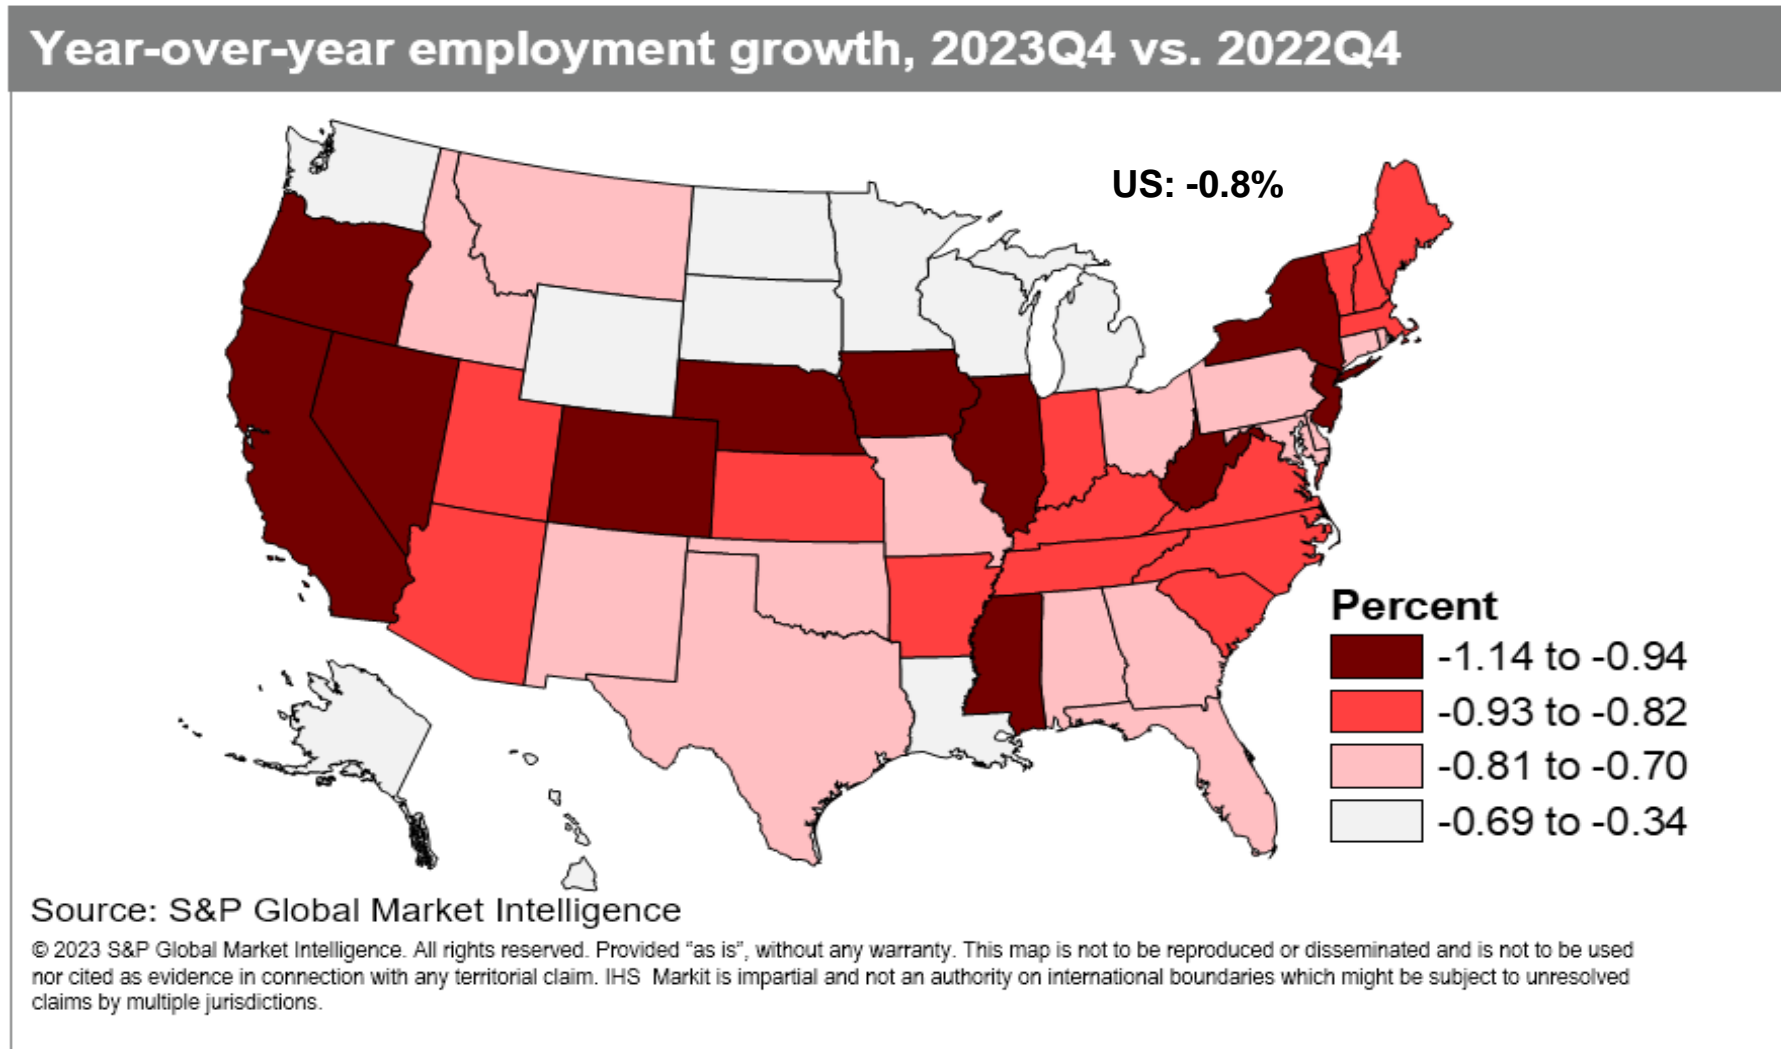 Year-over-year employment growth, 2023Q4 vs. 2022Q4
US: -0.8%
Percent
-1.14 to -0.94
-0.93 to -0.82
-0.81 to -0.70
-0.69 to -0.34
Source: S&P Global Market Intelligence
© 2023 S&P Global Market Intelligence. All rights reserved. Provided “as is”, without any warranty. This map is not to be reproduced or disseminated and is not to be used
nor cited as evidence in connection with any territorial claim. IHS  Markit is impartial and not an authority on international boundaries which might be subject to unresolved
claims by multiple jurisdictions.